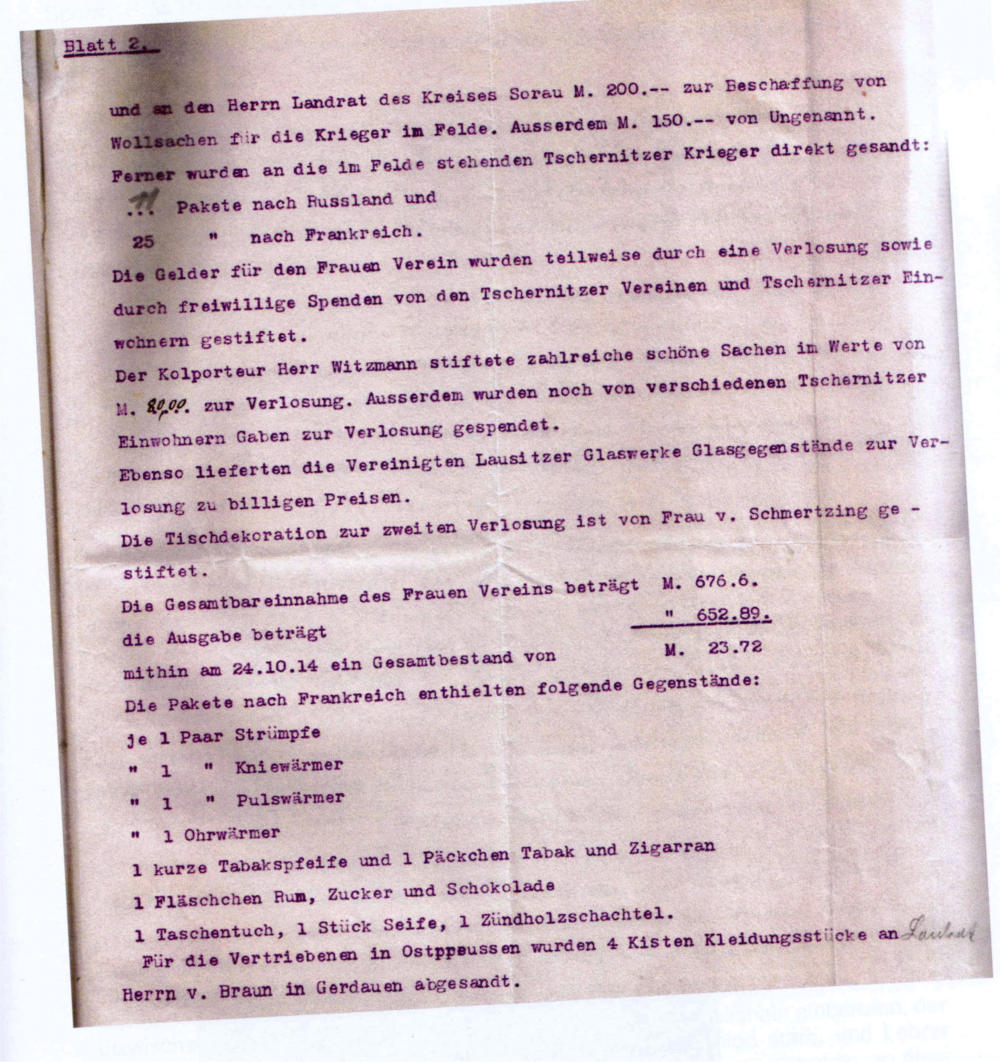 Blatt 2.
und an den Herrn Landrat des Kreises Sorau M. 200.-- zur Beschaffung von
Wollsachen für die Krieger im Felde. Ausserdem M. 150.-- von Ungenannt.
Ferner wurden an die im Felde stehenden Tschernitzer Krieger direkt gesandt:
11 ... Pakete nach Russland und
25 " nach Frankreich.
Die Gelder für den Frauen Verein wurden teilweise durch eine Verlosung sowie
durch freiwillige Spenden von den Tschernitzer Vereinen und Tschernitzer Ein-
wohnern gestiftet.
Der Kolporteur Herr Witzmann stiftete zahlreiche schöne Sachen im Werte von
M. 80,00. zur Verlosung. Ausserdem wurden noch von verschiedenen Tschernitzer
Einwohnern Gaben zur Verlosung gespendet.
Ebenso lieferten die Vereinigten Lausitzer Glaswerke Glasgegenstände zur Ver-
losung zu billigen Preisen.
Die Tischdekoration zur zweiten Verlosung ist von Frau v. Schmertzing ge -
stiftet.
Die Gesamtbareinnahme des Frauen Vereins beträgt M. 676.6.
die Ausgabe beträgt " 652.89.
mithin am 24.10.14 ein Gesamtbestand von M. 23.72
Die Pakete nach Frankreich enthielten folgende Gegenstände:
je 1 Paar Strümpfe
" 1 " Kniewärmer
" 1 " Pulswärmer
" 1 Ohrwärmer
1 kurze Tabakspfeife und 1 Päckchen Tabak und Zigarran
1 Fläschchen Rum, Zucker und Schokolade
1 Taschentuch, 1 Stück Seife, 1 Zündholzschachtel.
Für die Vertriebenen in Ostppeussen wurden 4 Kisten Kleidungsstücke an
Herrn v. Braun in Gerdauen abgesandt.